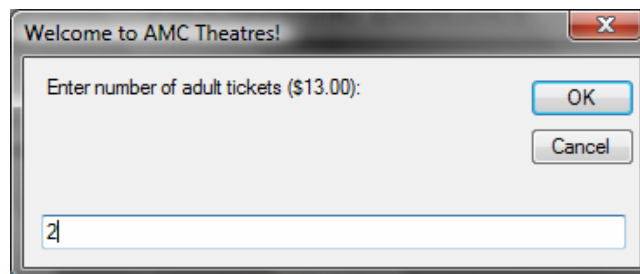 Welcome to AMC Theatres!
Enter number of adult tickets ($13.00):
OK
Cancel
2